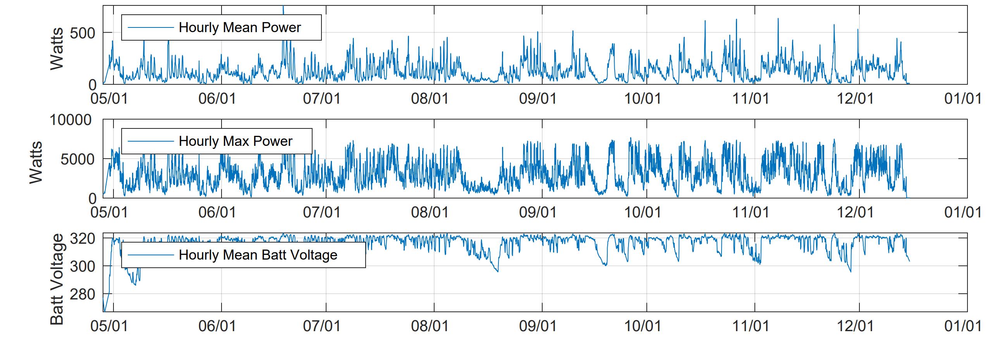 Watts
500
0
Hourly Mean Power
05/01 06/01 07/01 08/01 09/01 10/01 11/01 12/01 01/01
Watts
10000
5000
0
Hourly Max Power
05/01 06/01 07/01 08/01 09/01 10/01 11/01 12/01 01/01
Batt Voltage
320
300
280
Hourly Mean Batt Voltage
05/01 06/01 07/01 08/01 09/01 10/01 11/01 12/01 01/01